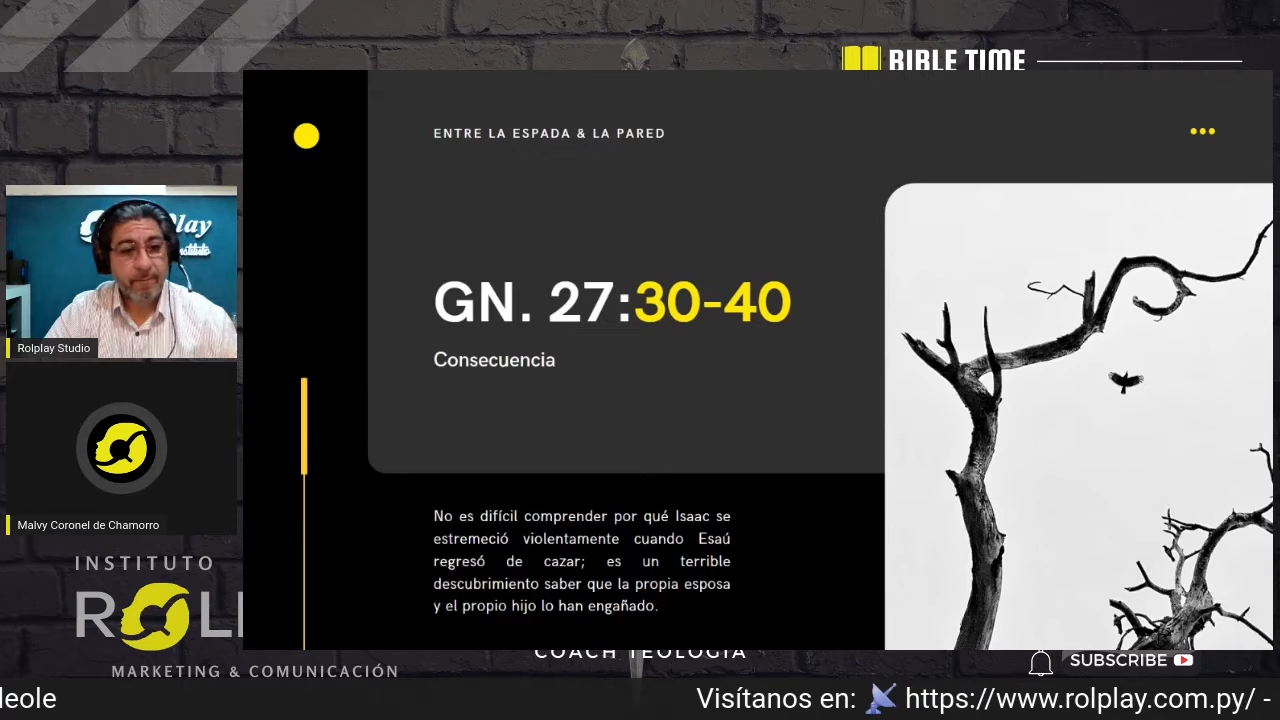 BIBLE TIME
ENTRE LA ESPADA & LA PARED
GN. 27:30-40
Consecuencia
No es difícil comprender por qué Isaac se
estremeció violentamente cuando Esaú
regresó de cazar; es un terrible
descubrimiento saber que la propia esposa
y el propio hijo lo han engañado.
Rolplay Studio
Malvy Coronel de Chamorro
INSTITUTO
MARKETING & COMUNICACIÓN
COACH TEOLOGÍA
SUBSCRIBE
Visítanos en: https://www.rolplay.com.py/ -